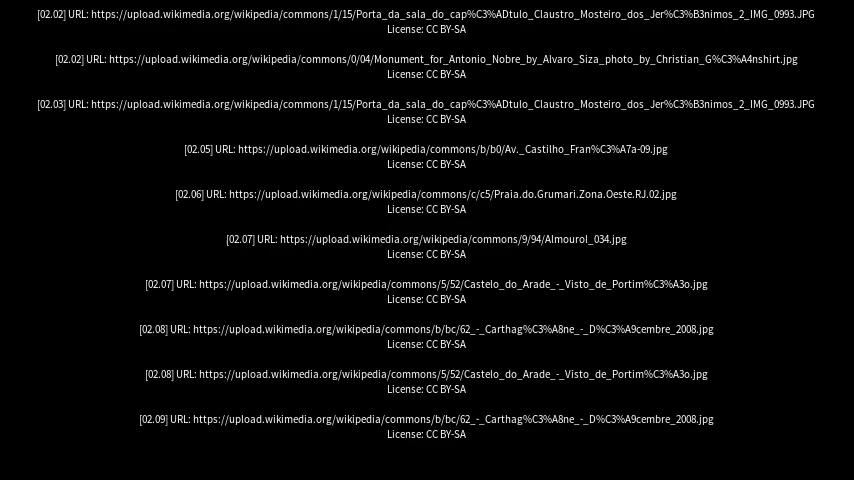 [02.02] URL: https://upload.wikimedia.org/wikipedia/commons/1/15/Porta_da_sala_do_cap%C3%ADtulo_Claustro_Mosteiro_dos_Jer%C3%B3nimos_2_IMG_0993.JPG
License: CC BY-SA
[02.02] URL: https://upload.wikimedia.org/wikipedia/commons/0/04/Monument_for_Antonio_Nobre_by_Alvaro_Siza_photo_by_Christian_G%C3%A4nshirt.jpg
License: CC BY-SA
[02.03] URL: https://upload.wikimedia.org/wikipedia/commons/1/15/Porta_da_sala_do_cap%C3%ADtulo_Claustro_Mosteiro_dos_Jer%C3%B3nimos_2_IMG_0993.JPG
License: CC BY-SA
[02.05] URL: https://upload.wikimedia.org/wikipedia/commons/b/b0/Av._Castilho_Fran%C3%A7a-09.jpg
License: CC BY-SA
[02.06] URL: https://upload.wikimedia.org/wikipedia/commons/c/c5/Praia.do.Grumari.Zona.Oeste.RJ.02.jpg
License: CC BY-SA
[02.07] URL: https://upload.wikimedia.org/wikipedia/commons/9/94/Almourol_034.jpg
License: CC BY-SA
[02.07] URL: https://upload.wikimedia.org/wikipedia/commons/5/52/Castelo_do_Arade_-_Visto_de_Portim%C3%A3o.jpg
License: CC BY-SA
[02.08] URL: https://upload.wikimedia.org/wikipedia/commons/b/bc/62_-_Carthag%C3%A8ne_-_D%C3%A9cembre_2008.jpg
License: CC BY-SA
[02.08] URL: https://upload.wikimedia.org/wikipedia/commons/5/52/Castelo_do_Arade_-_Visto_de_Portim%C3%A3o.jpg
License: CC BY-SA
[02.09] URL: https://upload.wikimedia.org/wikipedia/commons/b/bc/62_-_Carthag%C3%A8ne_-_D%C3%A9cembre_2008.jpg
License: CC BY-SA